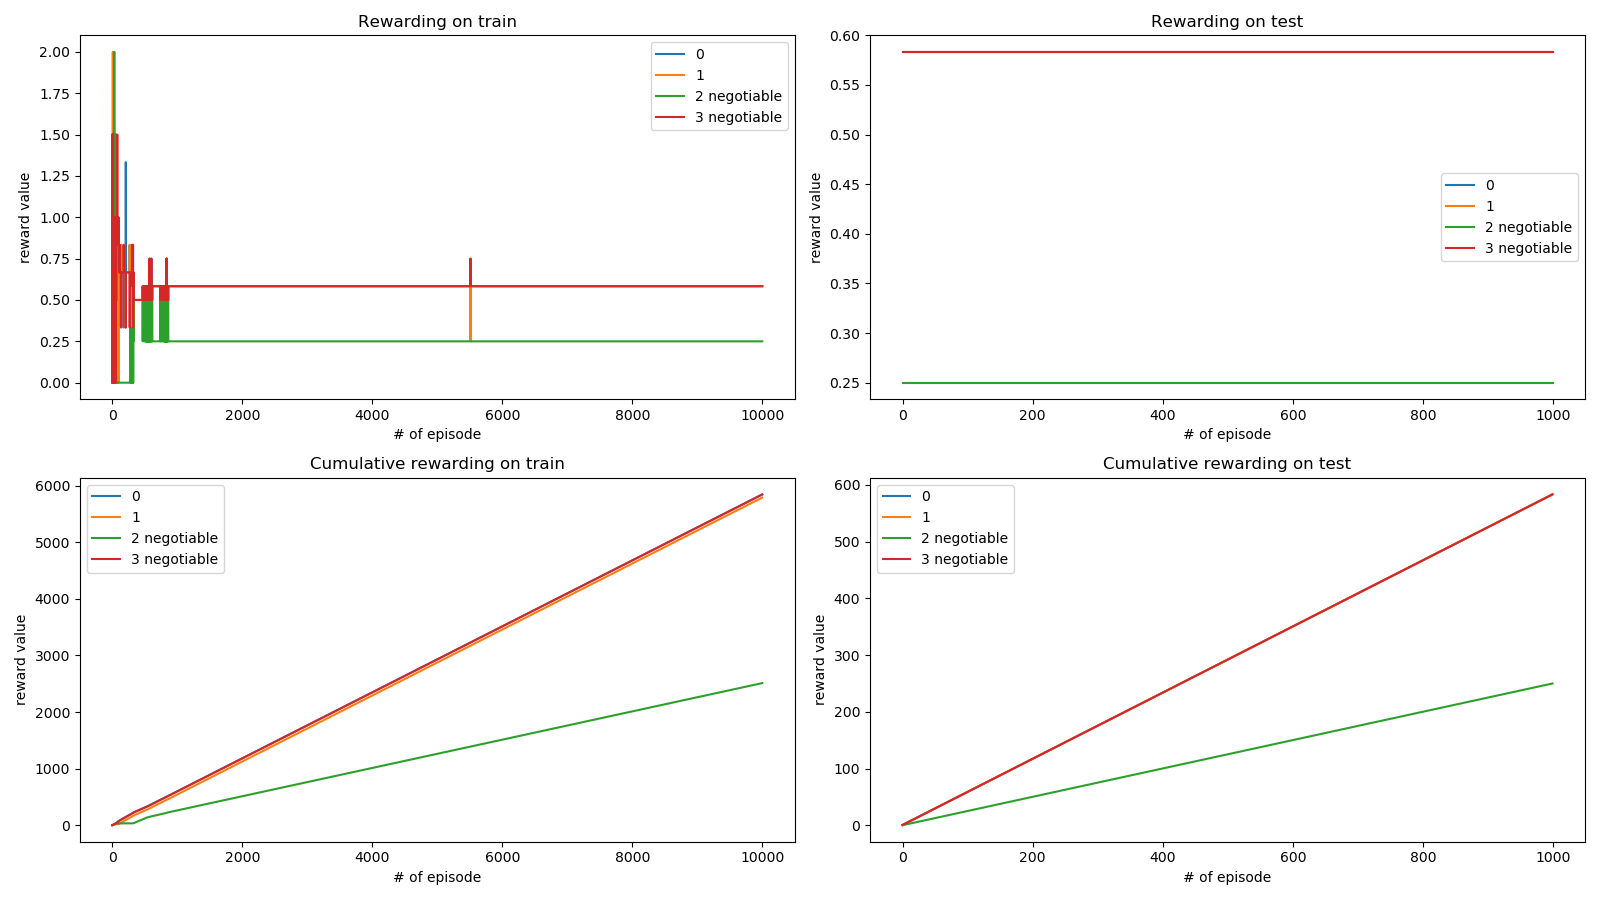 Rewarding on train
reward value
2.00
1.75
1.50
1.25
1.00
0.75
0.50
0.25
0.00
0
1
2 negotiable
3 negotiable
0 2000 4000 6000 8000 10000
# of episode
Rewarding on test
reward value
0.60
0.55
0.50
0.45
0.40
0.35
0.30
0.25
0
1
2 negotiable
3 negotiable
0 200 400 600 800 1000
# of episode
Cumulative rewarding on train
reward value
6000
5000
4000
3000
2000
1000
0
0
1
2 negotiable
3 negotiable
0 2000 4000 6000 8000 10000
# of episode
Cumulative rewarding on test
reward value
600
500
400
300
200
100
0
0
1
2 negotiable
3 negotiable
0 200 400 600 800 1000
# of episode